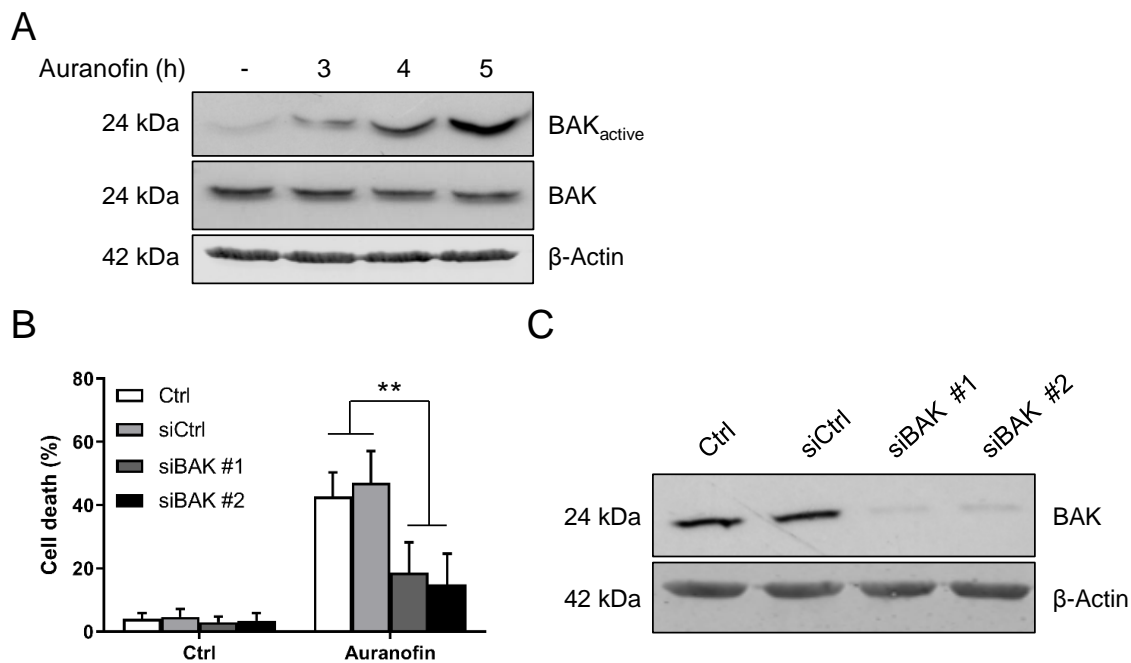 A
Auranofin (h) - 3 4 5
24 kDa BAKactive
24 kDa BAK
42 kDa β-Actin
B
Cell death (%)
80
60
40
20
0
Ctrl
siCtrl
siBAK #1
siBAK #2
**
Ctrl Auranofin
C
Ctrl siCtrl siBAK #1 siBAK #2
24 kDa BAK
42 kDa β-Actin